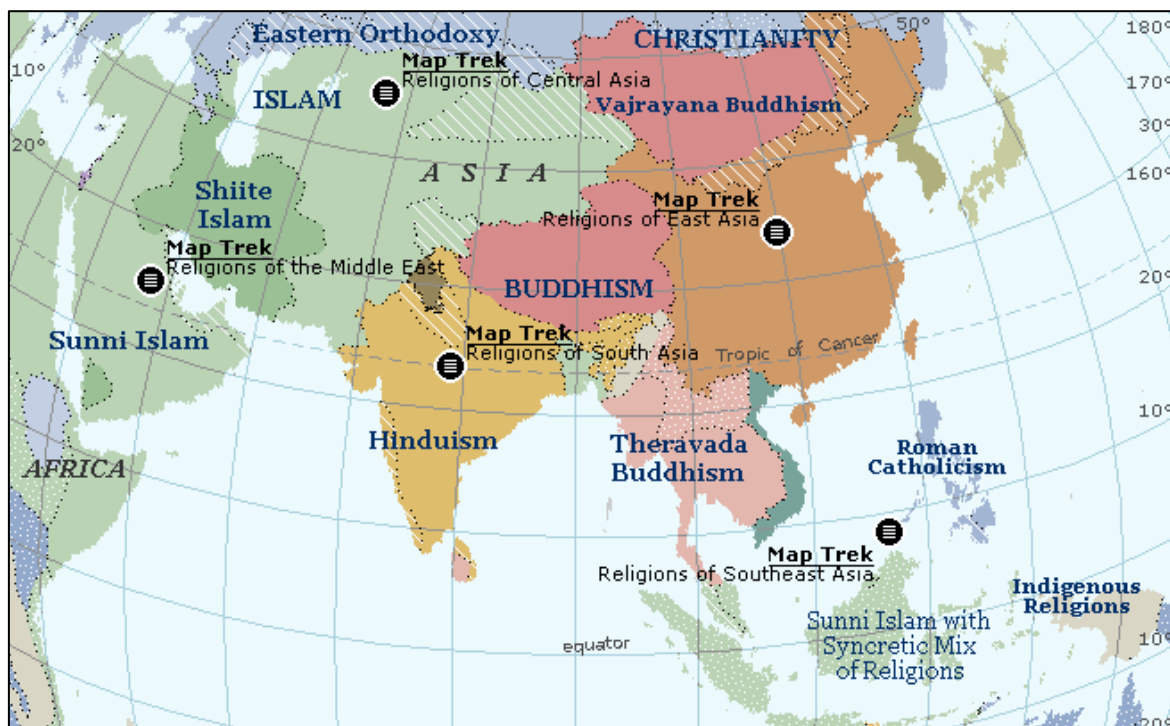 Eastern Orthodoxy
CHRISTIANITY
50°
180°
10°
Map Trek
Religions of Central Asia
ISLAM
170°
Vajrayana Buddhism
30°
20°
A S I A
160°
Shiite
Islam
Map Trek
Religions of East Asia
Map Trek
Religions of the Middle East
BUDDHISM
20°
Sunni Islam
Map Trek
Religions of South Asia
Tropic of Cancer
10°
Hinduism
Theravada
Buddhism
Roman
Catholicism
AFRICA
0°
Map Trek
Religions of Southeast Asia
Indigenous
Religions
Sunni Islam with
Syncretic Mix
of Religions
equator
10°
20°